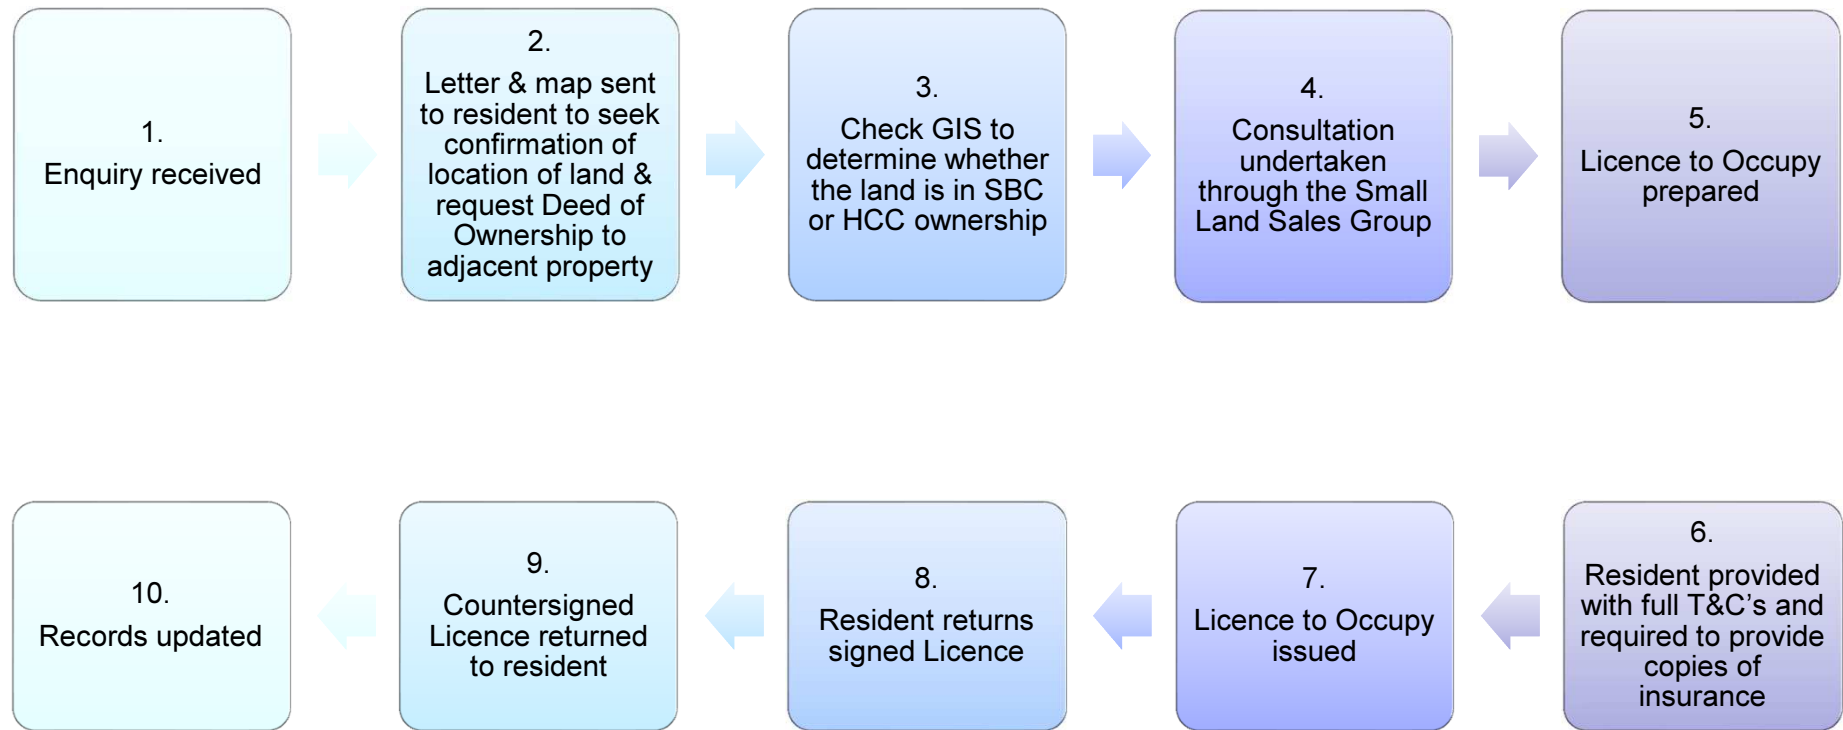 1.
Enquiry received
2.
Letter & map sent
to resident to seek
confirmation of
location of land &
request Deed of
Ownership to
adjacent property
3.
Check GIS to
determine whether
the land is in SBC
or HCC ownership
4.
Consultation
undertaken
through the Small
Land Sales Group
5.
Licence to Occupy
prepared
6.
Resident provided
with full T&C’s and
required to provide
copies of
insurance
7.
Licence to Occupy
issued
8.
Resident returns
signed Licence
9.
Countersigned
Licence returned
to resident
10.
Records updated